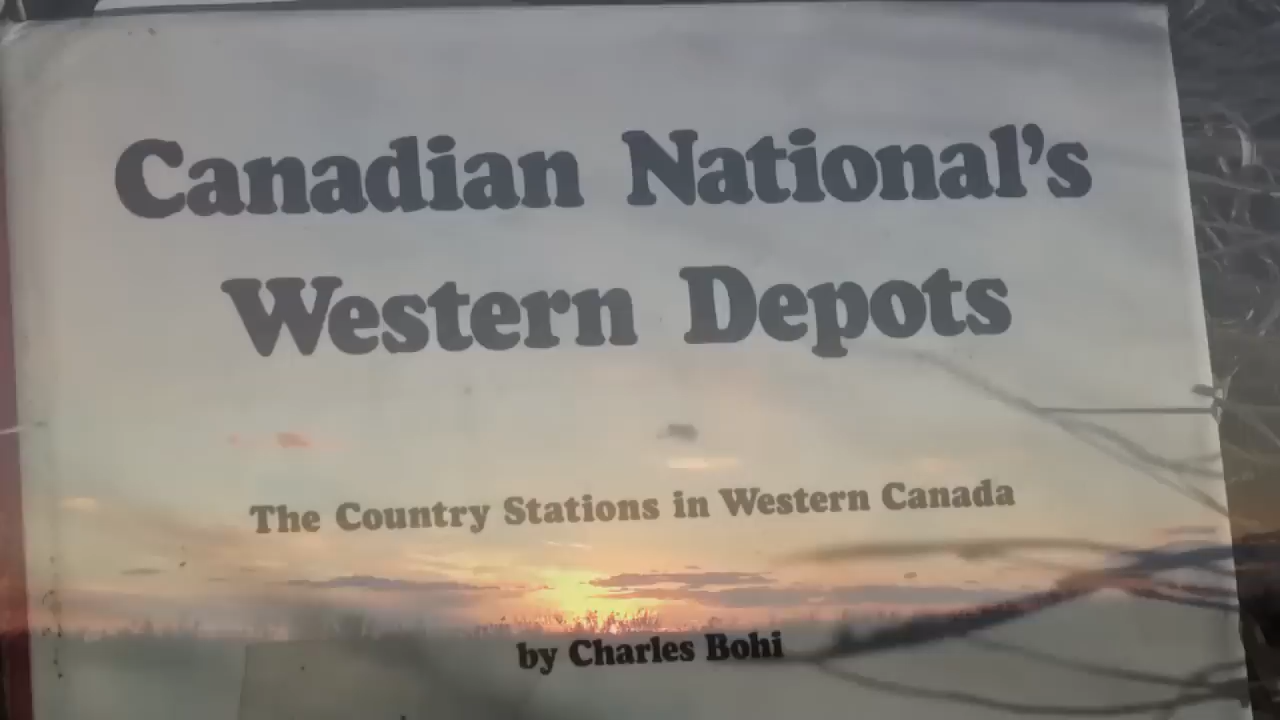 Canadian National's
Western Depots
The Country Stations in Western Canada
by Charles Bohi